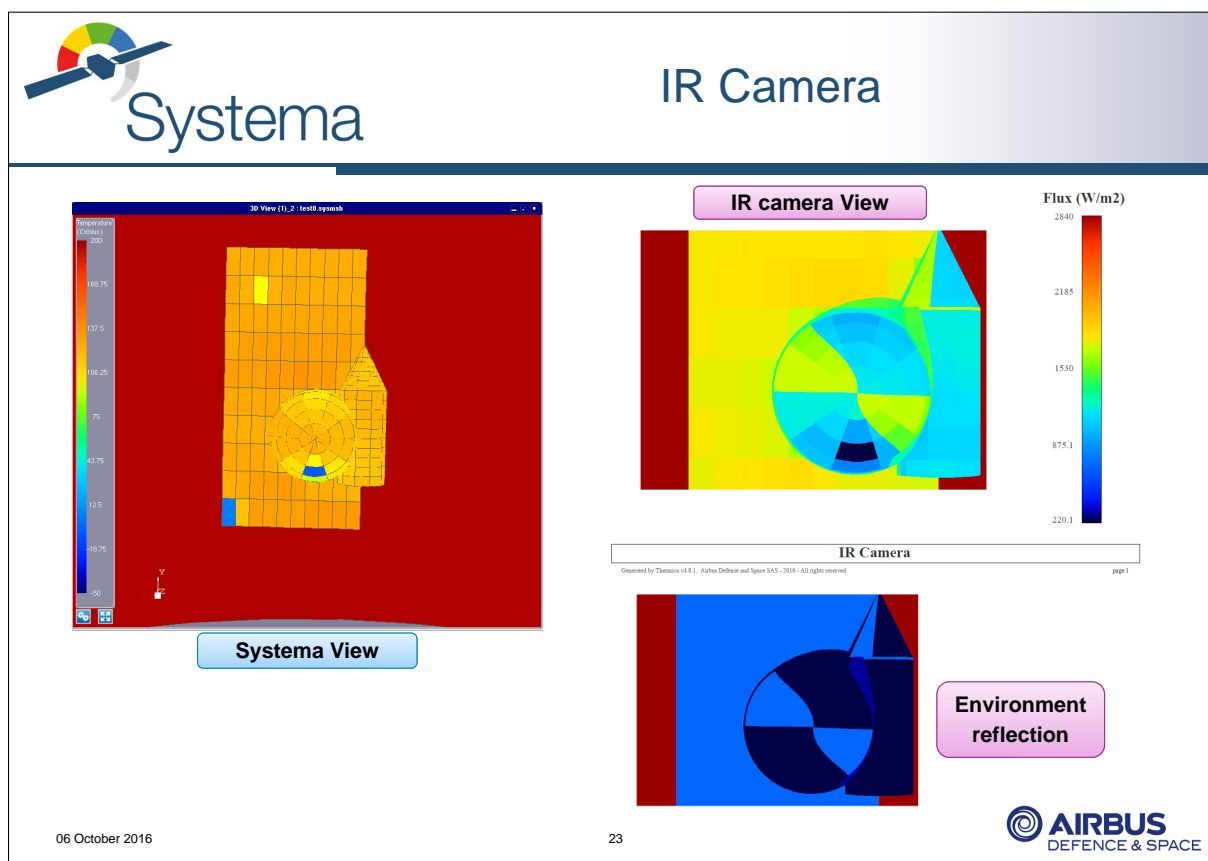 Systema
IR Camera
3D View (1)_2 : test0.sysmsh
Temperature
(Celsius)
200
168.75
137.5
106.25
75
43.75
12.5
-18.75
-50
Y
Z
Systema View
IR camera View
Flux (W/m2)
2840
2185
1530
875.1
220.1
IR Camera
Generated by Thermica v4.8.1, Airbus Defense and Space SAS - 2016 - All rights reserved
page 1
Environment
reflection
06 October 2016
23
AIRBUS
DEFENCE & SPACE